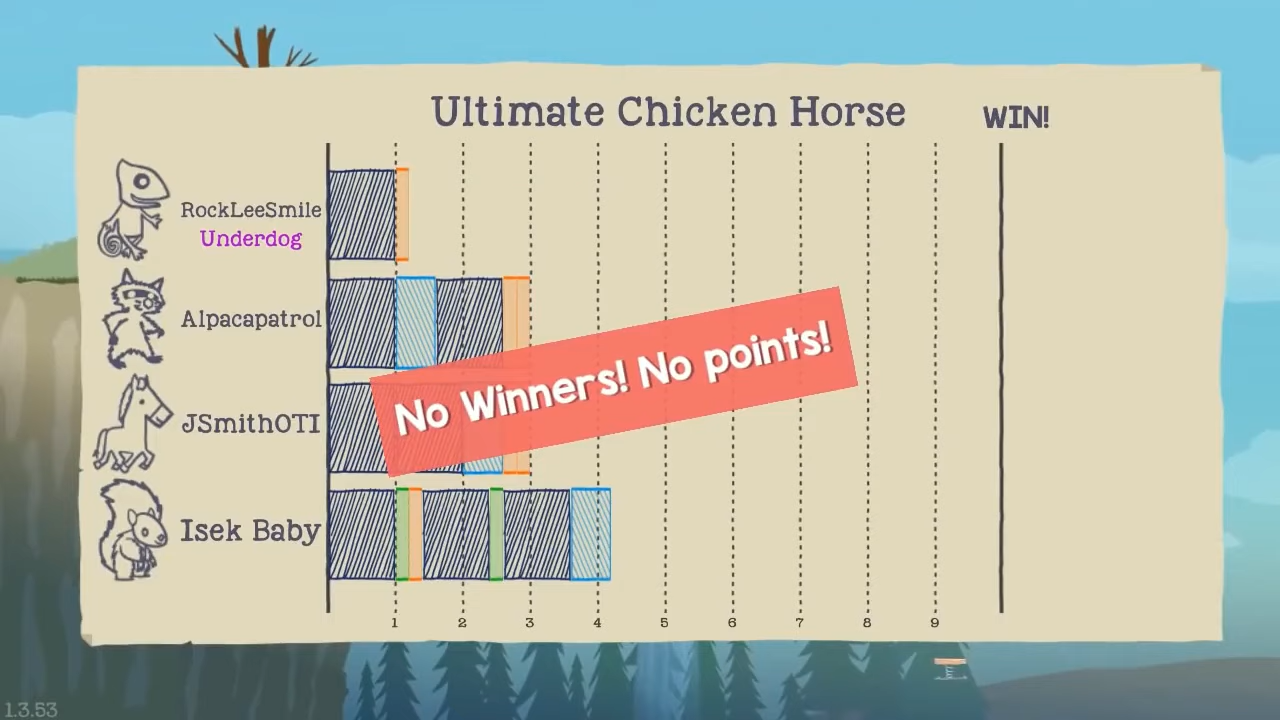 Ultimate Chicken Horse
WIN!
RockLeeSmile
Underdog
Alpacapatrol
No Winners! No points!
JSmithOTI
Isek Baby
1 2 3 4 5 6 7 8 9
1.3.53